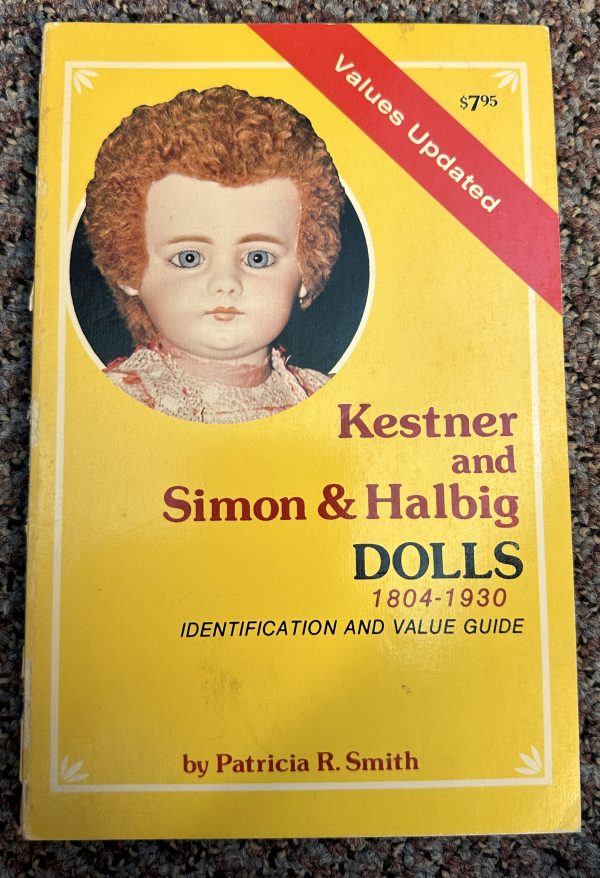 Values Updated
$7.95
Kestner
and
Simon & Halbig
DOLLS
1804-1930
IDENTIFICATION AND VALUE GUIDE
by Patricia R. Smith